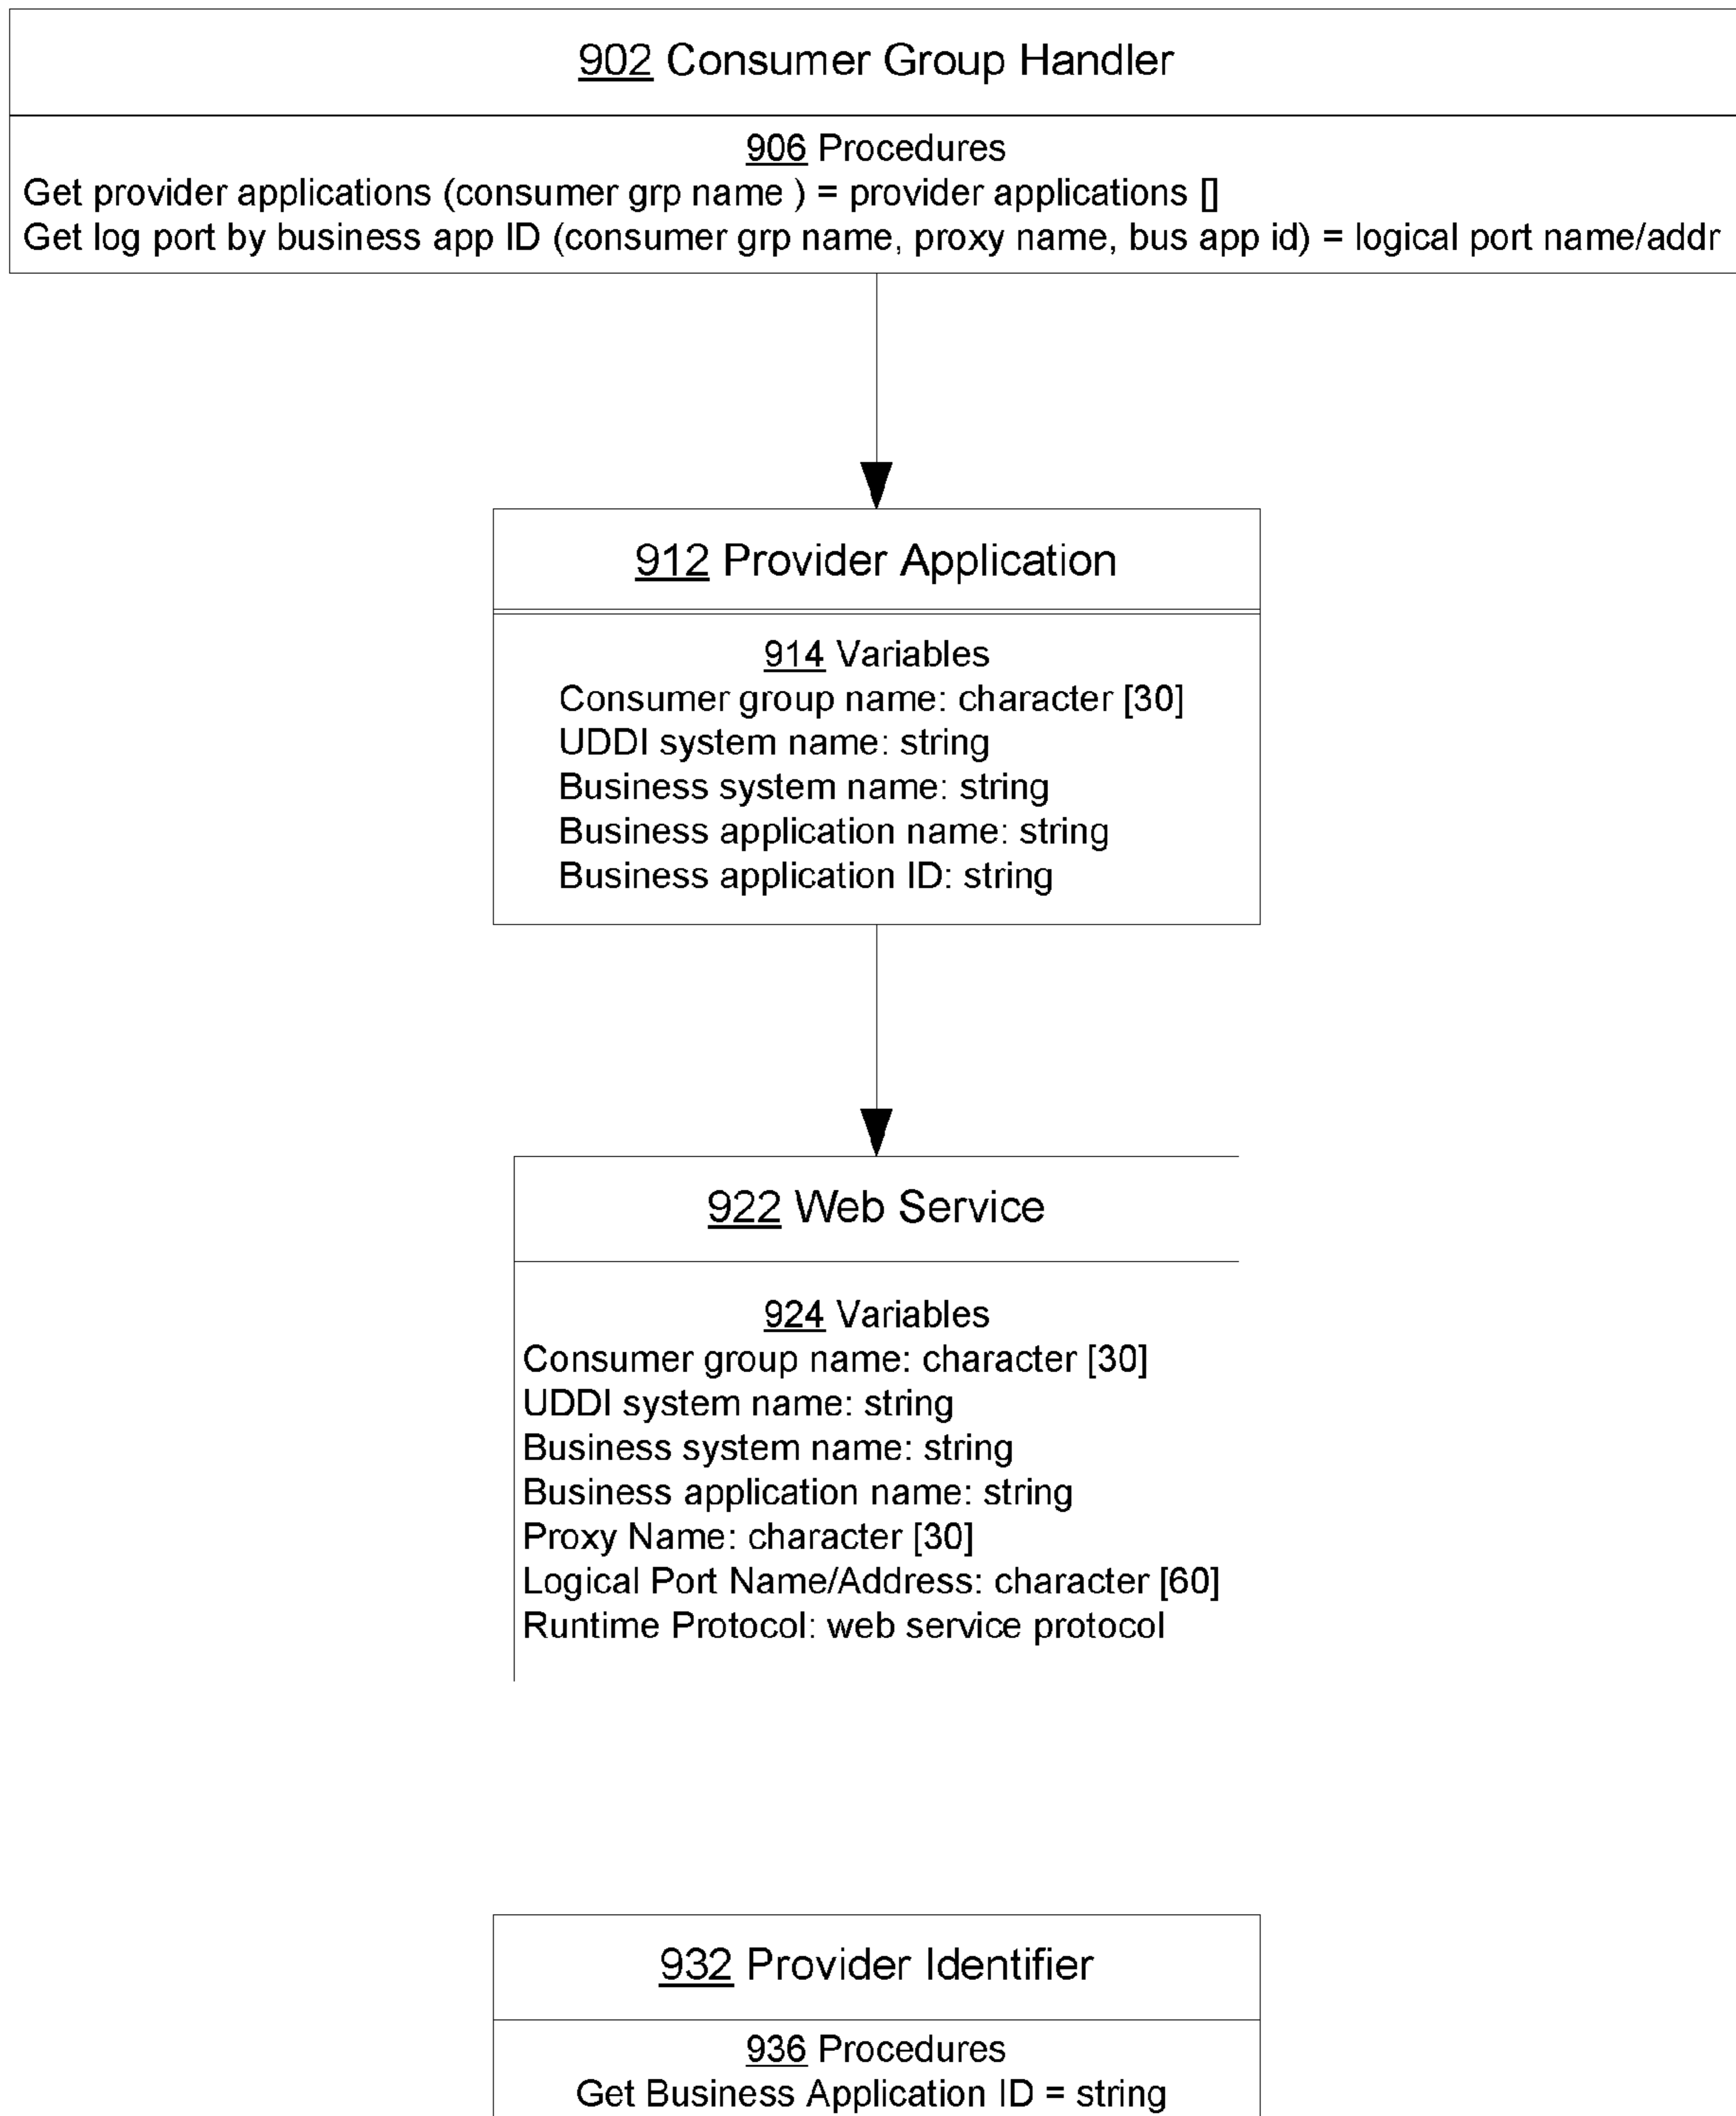 902 Consumer Group Handler
906 Procedures
Get provider applications (consumer grp name ) = provider applications []
Get log port by business app ID (consumer grp name, proxy name, bus app id) = logical port name/addr
912 Provider Application
914 Variables
Consumer group name: character [30]
UDDI system name: string
Business system name: string
Business application name: string
Business application ID: string
922 Web Service
924 Variables
Consumer group name: character [30]
UDDI system name: string
Business system name: string
Business application name: string
Proxy Name: character [30]
Logical Port Name/Address: character [60]
Runtime Protocol: web service protocol
932 Provider Identifier
936 Procedures
Get Business Application ID = string